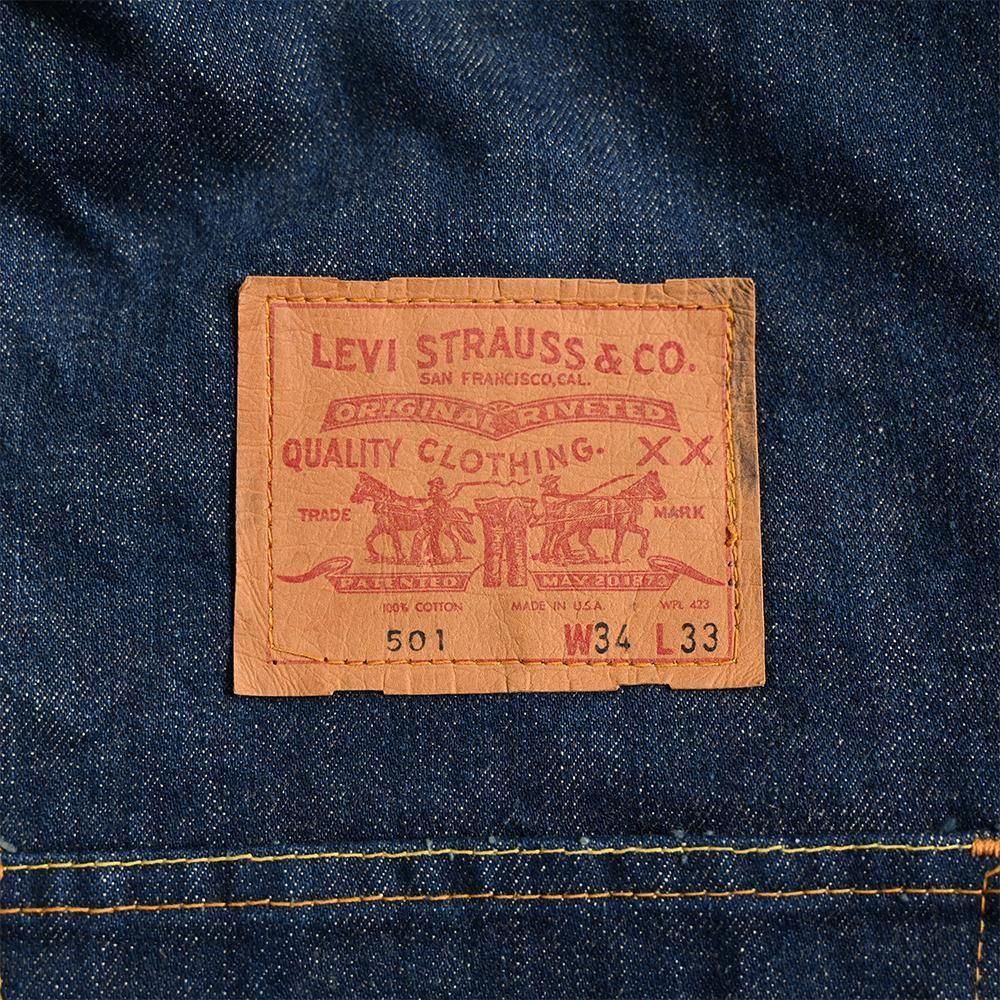 LEVI STRAUSS & CO.
SAN FRANCISCO, CAL.
ORIGINAL RIVETED
QUALITY CLOTHING. XX
TRADE MARK
PATENTED MAY 20 1873
100% COTTON MADE IN U.S.A. WPL 423
501 W34 L33